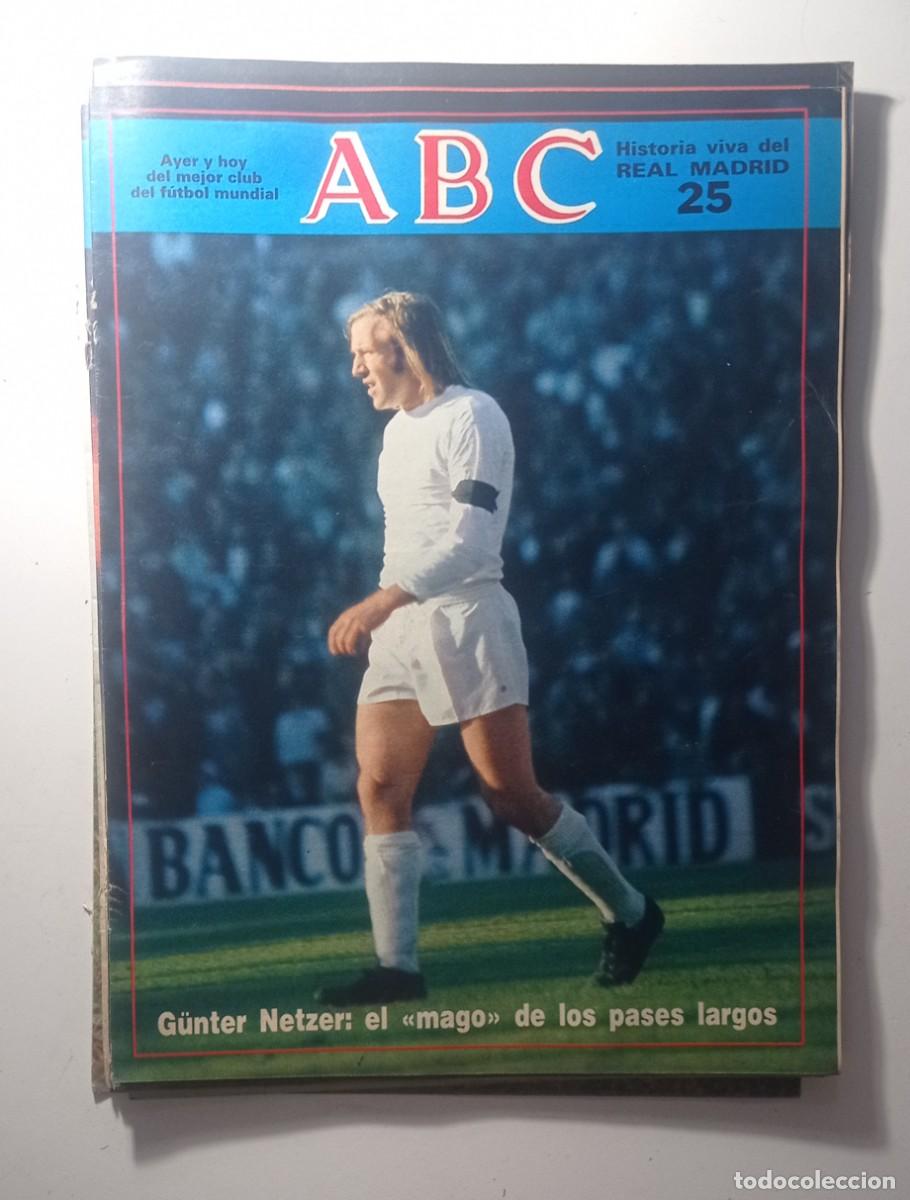 Ayer y hoy
del mejor club
del fútbol mundial
ABC
Historia viva del
REAL MADRID
25
BANCO DE MADRID
S
Günter Netzer: el «mago» de los pases largos
todocoleccion